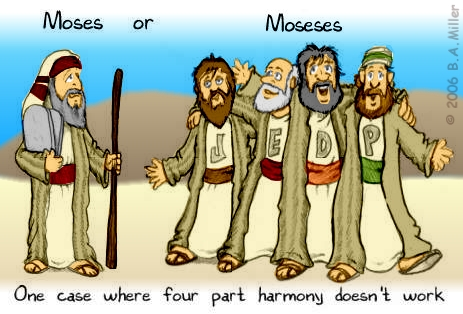 Moses or Moseses
© 2006 B.A. Miller
J E D P
One case where four part harmony doesn't work